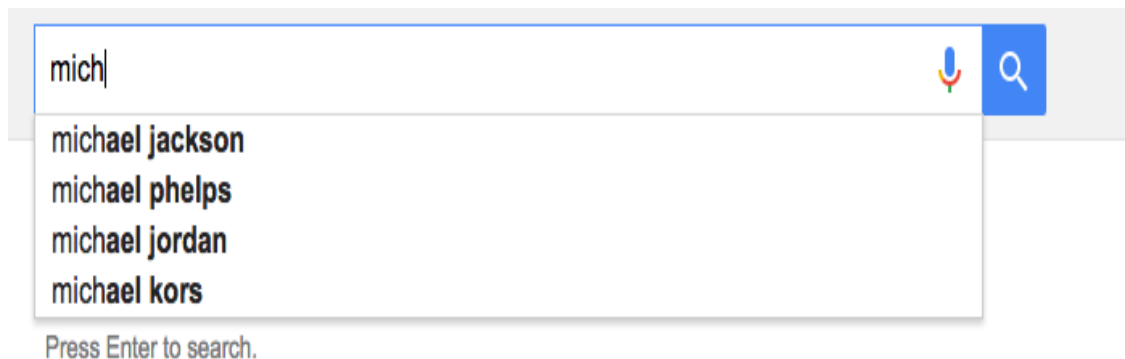 mich
michael jackson
michael phelps
michael jordan
michael kors
Press Enter to search.